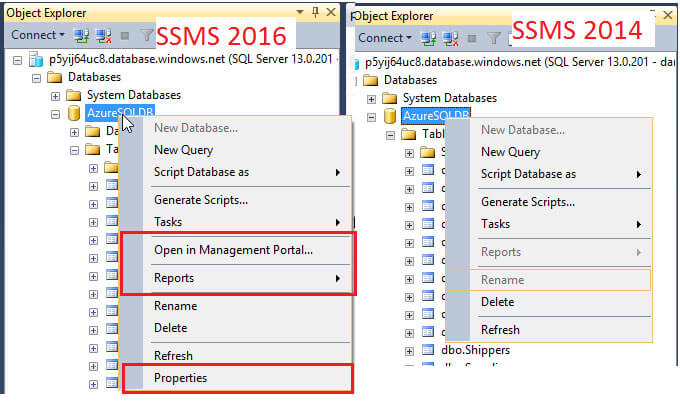 Object Explorer
Connect
SSMS 2016
p5yij64uc8.database.windows.net (SQL Server 13.0.201 -
Databases
System Databases
AzureSQLDB
Da
Ta
New Database...
New Query
Script Database as
Generate Scripts...
Tasks
Open in Management Portal...
Reports
Rename
Delete
Refresh
Properties
Object Explorer
Connect
SSMS 2014
p5yij64uc8.database.windows.net (SQL Server 13.0.201 - da
Databases
System Databases
AzureSQLDB
Tabl
New Database...
New Query
Script Database as
Generate Scripts...
Tasks
Reports
Rename
Delete
Refresh
dbo.Shippers